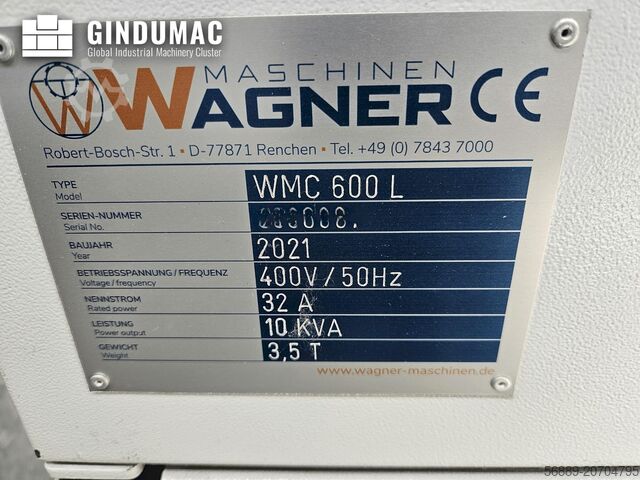 GINDUMAC
Global Industrial Machinery Cluster
MASCHINEN
WAGNER CE
Robert-Bosch-Str. 1 • D-77871 Renchen • Tel. +49 (0) 7843 7000
TYPE WMC 600 L
Model
SERIEN-NUMMER
Serial No.
BAUJAHR 2021
Year
BETRIEBSSPANNUNG / FREQUENZ 400V / 50Hz
Voltage / frequency
NENNSTROM 32 A
Rated power
LEISTUNG 10 KVA
Power output
GEWICHT 3,5 T
Weight
www.wagner-maschinen.de
56889-20704795